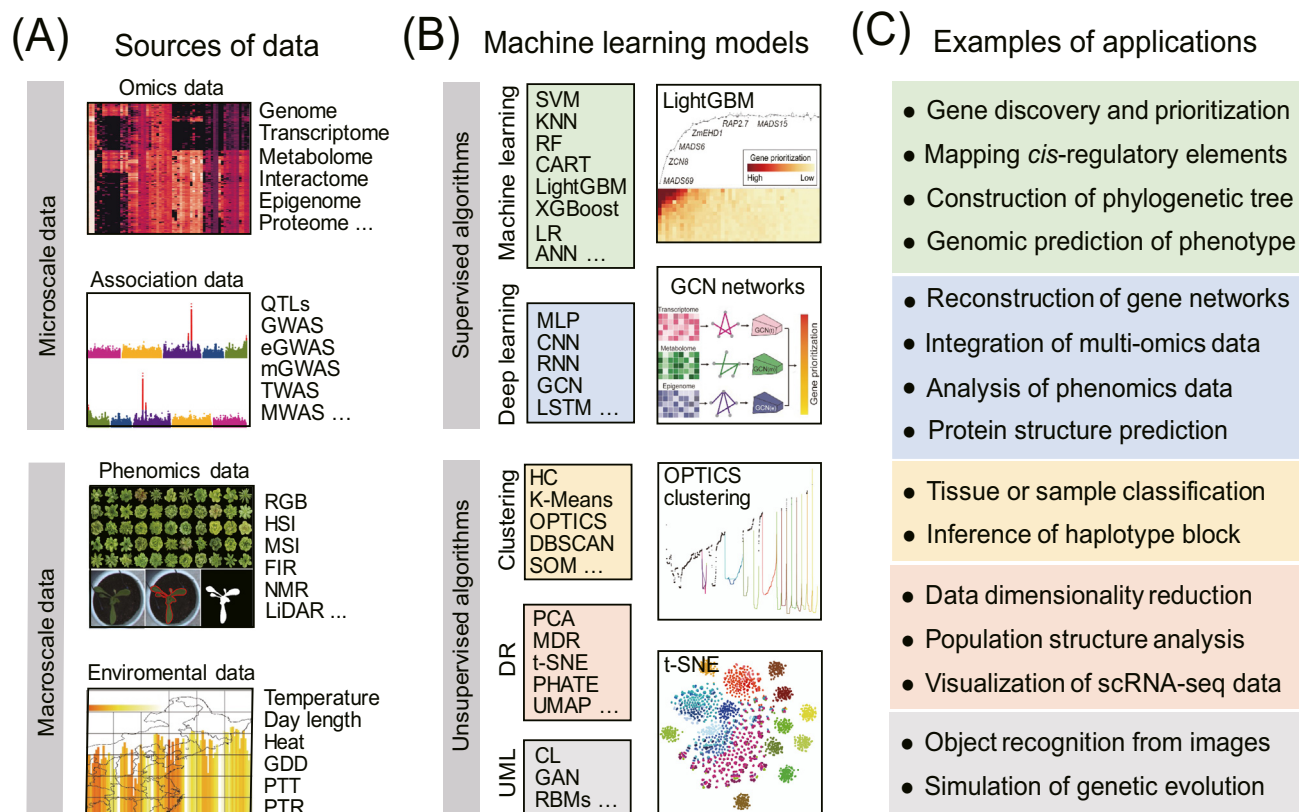 (A)
Sources of data
Microscale data
Omics data
Genome
Transcriptome
Metabolome
Interactome
Epigenome
Proteome ...
Association data
QTLs
GWAS
eGWAS
mGWAS
TWAS
MWAS ...
Macroscale data
Phenomics data
RGB
HSI
MSI
FIR
NMR
LiDAR ...
Enviromental data
Temperature
Day length
Heat
GDD
PTT
PTR
(B)
Machine learning models
Supervised algorithms
Machine learning
SVM
KNN
RF
CART
LightGBM
XGBoost
LR
ANN ...
LightGBM
RAP2.7
MADS15
ZmEHD1
MADS6
ZCN8
MADS69
Gene prioritization
High
Low
Deep learning
MLP
CNN
RNN
GCN
LSTM ...
GCN networks
Transcriptome
GCN(t)
Metabolome
GCN(m)
Epigenome
GCN(e)
Gene prioritization
Unsupervised algorithms
Clustering
HC
K-Means
OPTICS
DBSCAN
SOM ...
OPTICS
clustering
DR
PCA
MDR
t-SNE
PHATE
UMAP ...
t-SNE
UML
CL
GAN
RBMs ...
(C)
Examples of applications
● Gene discovery and prioritization
● Mapping cis-regulatory elements
● Construction of phylogenetic tree
● Genomic prediction of phenotype
● Reconstruction of gene networks
● Integration of multi-omics data
● Analysis of phenomics data
● Protein structure prediction
● Tissue or sample classification
● Inference of haplotype block
● Data dimensionality reduction
● Population structure analysis
● Visualization of scRNA-seq data
● Object recognition from images
● Simulation of genetic evolution